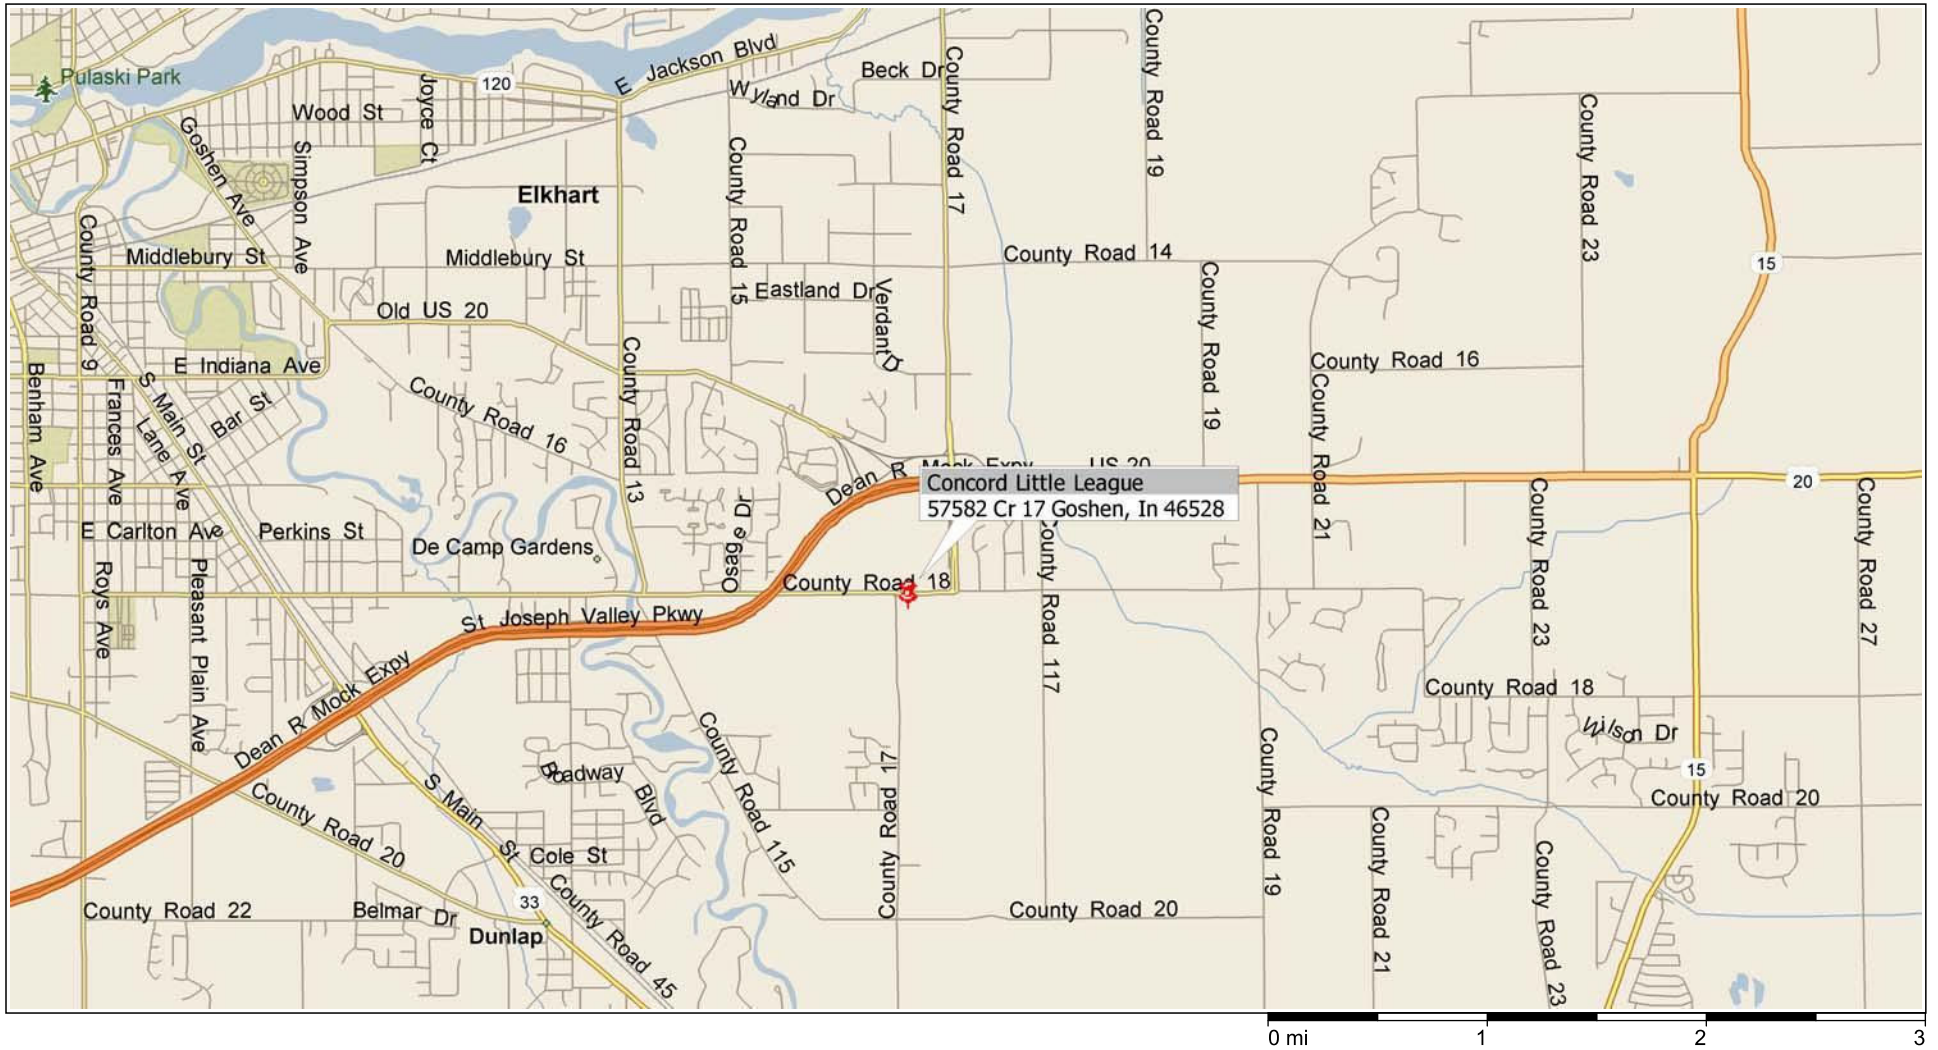 Pulaski Park
120
E Jackson Blvd
Beck Dr
Wyland Dr
County Road 17
County Road 19
Wood St
Joyce Ct
Goshen Ave
Simpson Ave
County Road 15
County Road 23
Elkhart
County Road 9
Middlebury St
Middlebury St
County Road 14
15
Eastland Dr
Verdant D
Old US 20
County Road 19
E Indiana Ave
County Road 13
County Road 16
Benham Ave
Frances Ave
S Main St
Lane Ave
Bar St
County Road 16
County Road 21
Dean R Mock Expy
US 20
20
Concord Little League
57582 Cr 17 Goshen, In 46528
E Carlton Ave
Perkins St
De Camp Gardens
Osage Dr
County Road 18
County Road 117
County Road 23
County Road 27
Roys Ave
Pleasant Plain Ave
St Joseph Valley Pkwy
Dean R Mock Expy
County Road 18
Wilson Dr
County Road 115
County Road 17
County Road 19
15
County Road 20
Broadway
Blvd
S Main St
County Road 20
Cole St
County Road 21
County Road 23
33
County Road 45
County Road 22
Belmar Dr
Dunlap
County Road 20
0 mi 1 2 3